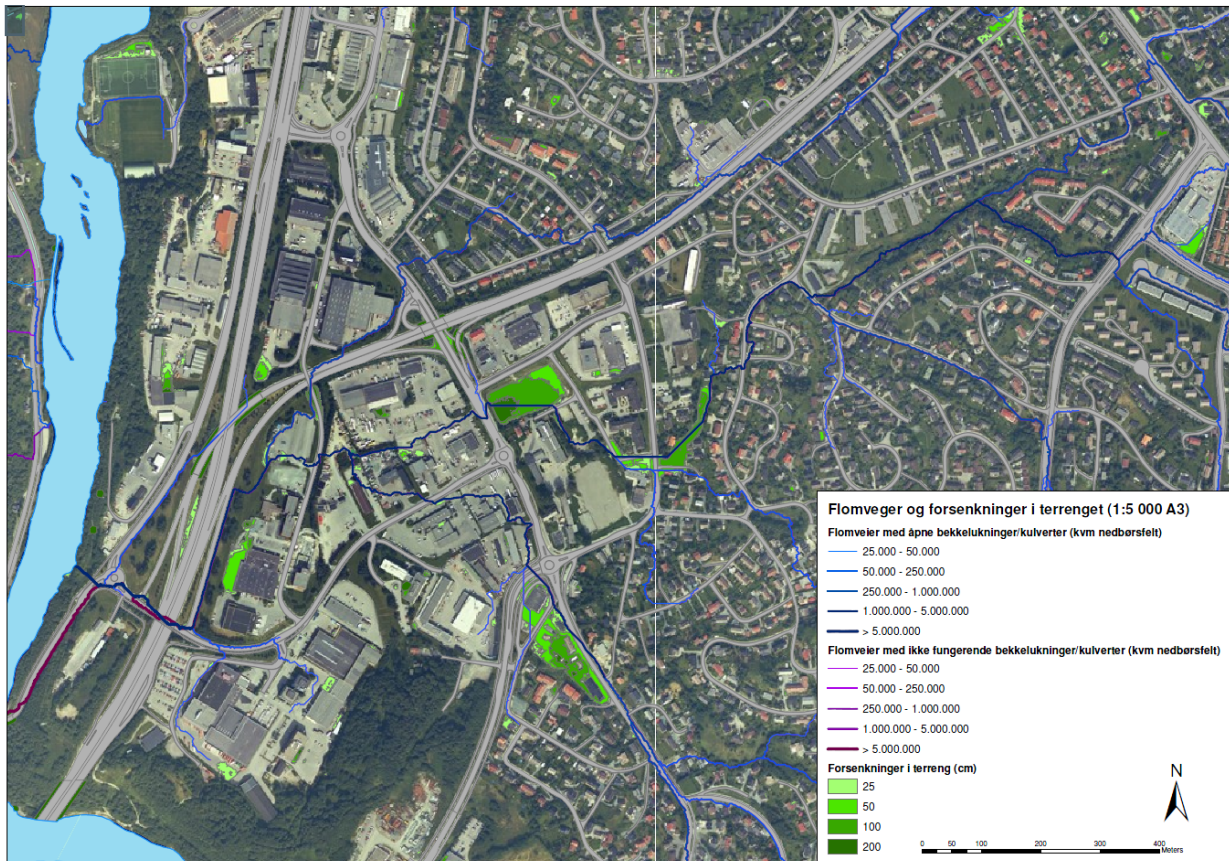 Flomveger og forsenkninger i terrenget (1:5 000 A3)
Flomveier med åpne bekkelukninger/kulverter (kvm nedbørsfelt)
25.000 - 50.000
50.000 - 250.000
250.000 - 1.000.000
1.000.000 - 5.000.000
> 5.000.000
Flomveier med ikke fungerende bekkelukninger/kulverter (kvm nedbørsfelt)
25.000 - 50.000
50.000 - 250.000
250.000 - 1.000.000
1.000.000 - 5.000.000
> 5.000.000
Forsenkninger i terreng (cm)
25
50
100
200
N
0 50 100 200 300 400
Meters